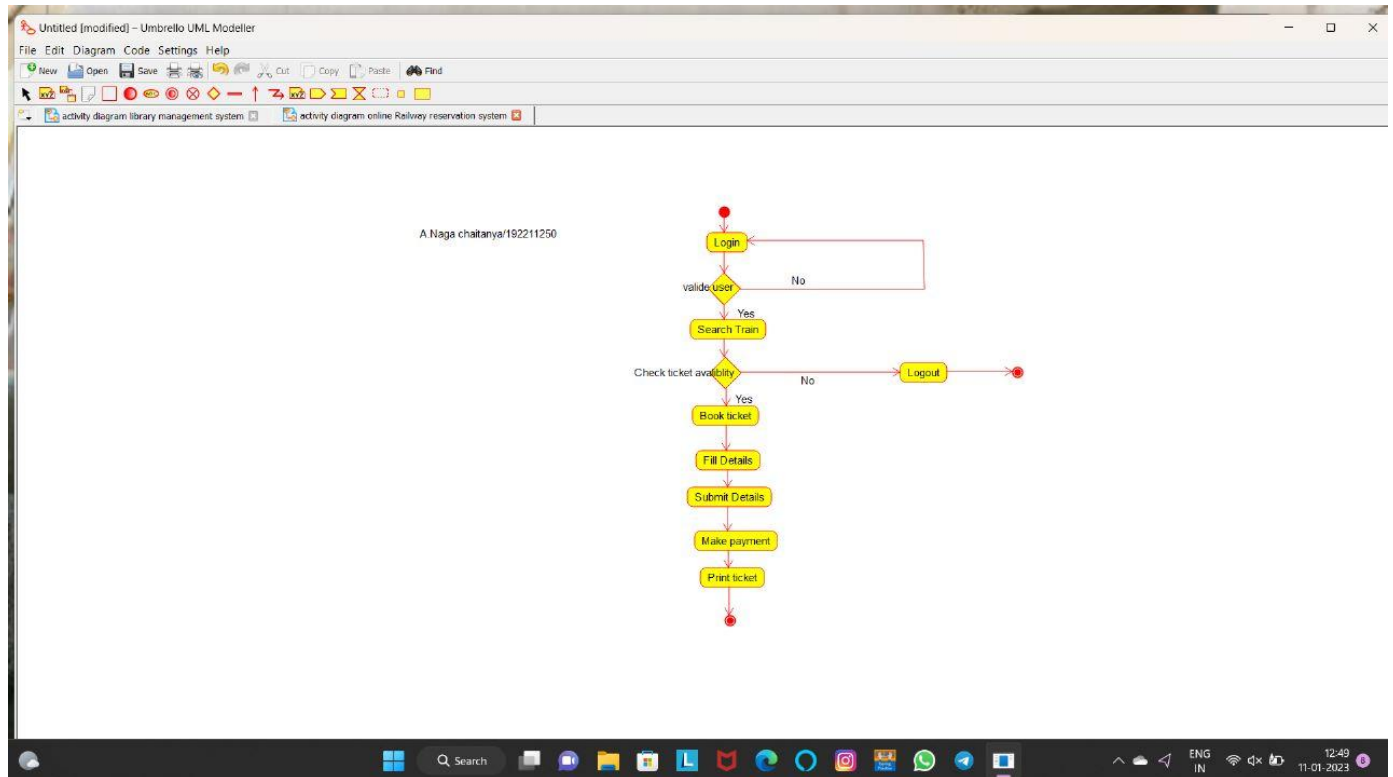 Untitled [modified] – Umbrello UML Modeller
File Edit Diagram Code Settings Help
New Open Save Cut Copy Paste Find
activity diagram library management system activity diagram online Railway reservation system
A.Naga chaitanya/192211250
Login
No
valide user
Yes
Search Train
Check ticket avaliblity
No
Logout
Yes
Book ticket
Fill Details
Submit Details
Make payment
Print ticket
Search
ENG
IN
12:49
11-01-2023